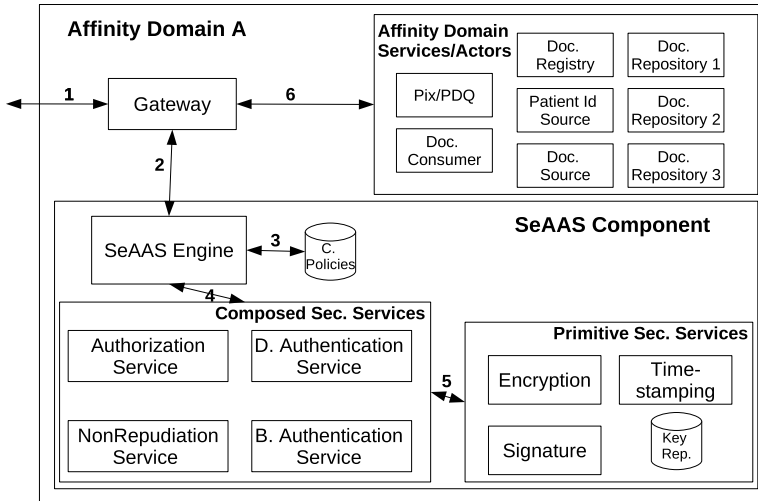 Affinity Domain A
1
Gateway
6
2
Affinity Domain
Services/Actors
Pix/PDQ
Doc.
Consumer
Doc.
Registry
Patient Id
Source
Doc.
Source
Doc.
Repository 1
Doc.
Repository 2
Doc.
Repository 3
SeAAS Component
SeAAS Engine
3
C.
Policies
4
Composed Sec. Services
Authorization
Service
D. Authentication
Service
NonRepudiation
Service
B. Authentication
Service
5
Primitive Sec. Services
Encryption
Time-
stamping
Signature
Key
Rep.